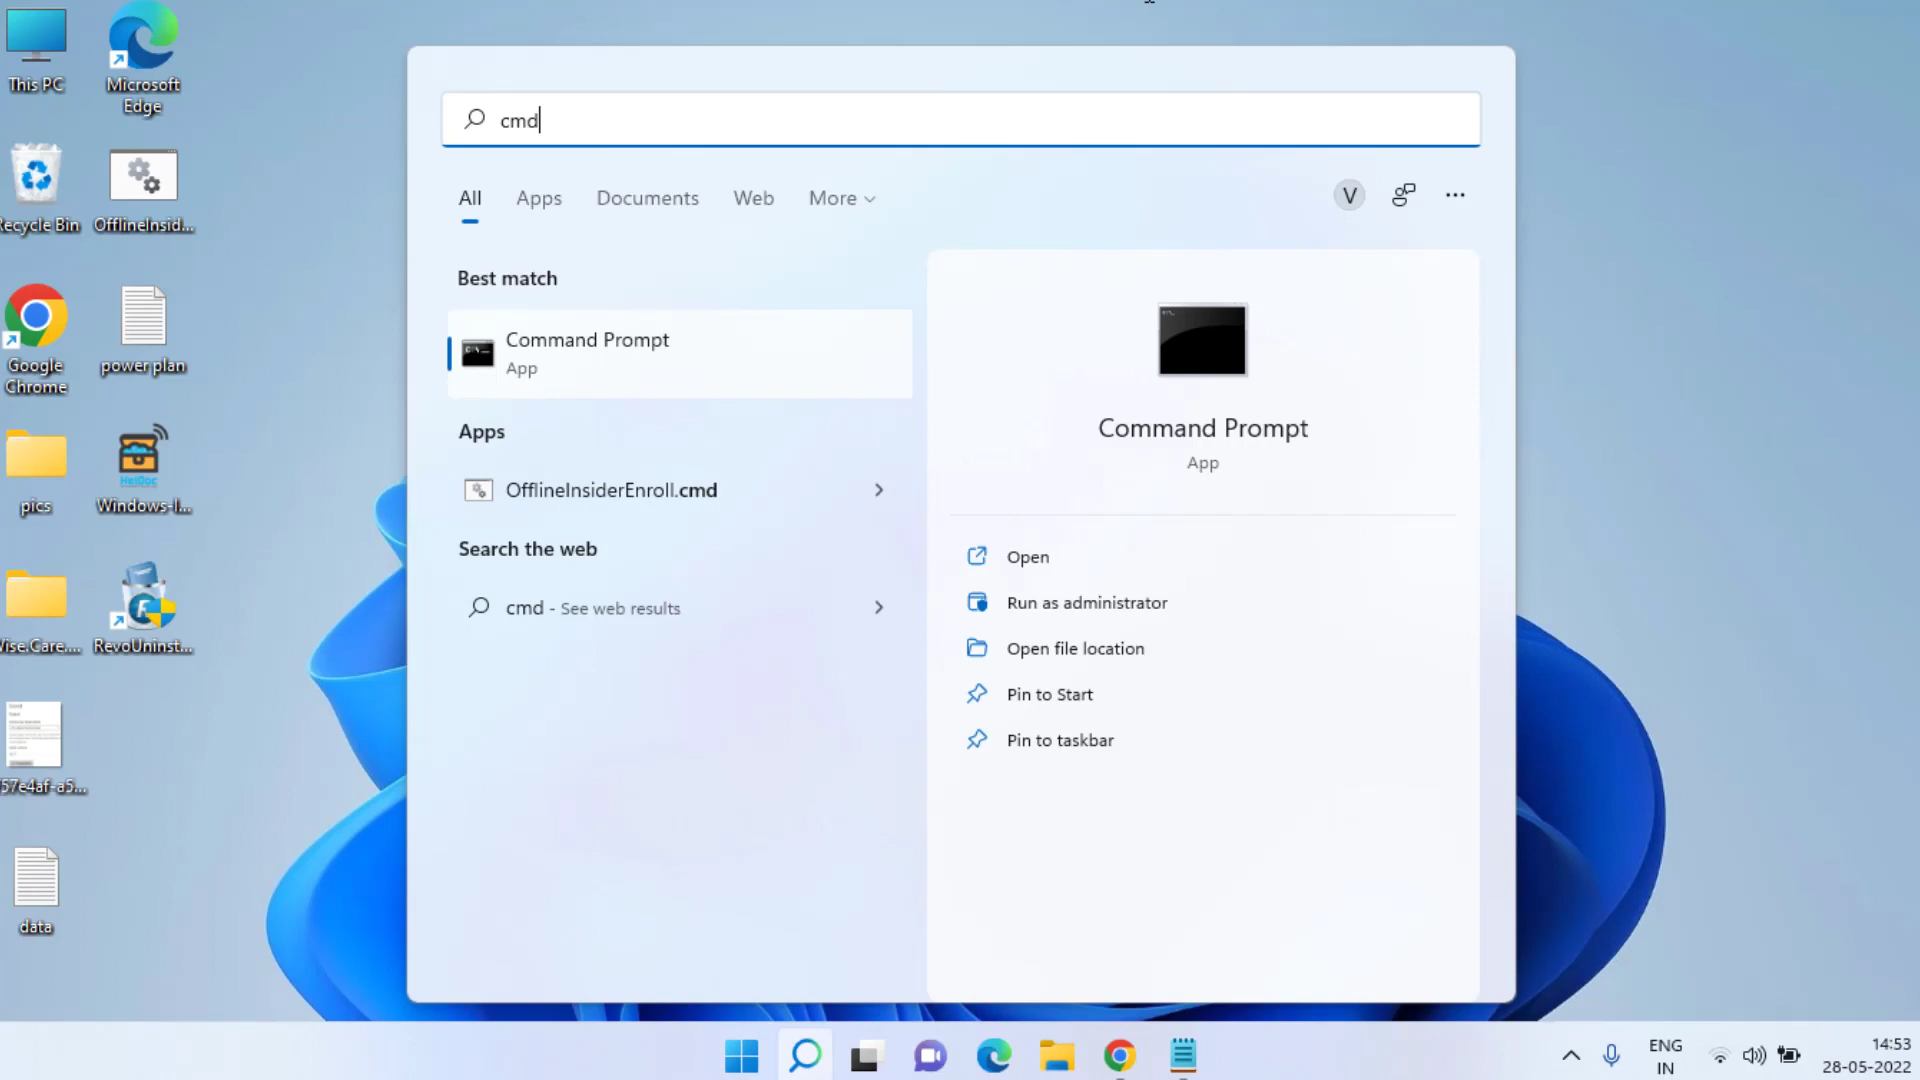 This PC
Microsoft
Edge
Recycle Bin
OfflineInsid...
Google
Chrome
power plan
pics
HeiDoc
Windows-I...
Wise.Care....
RevoUninst...
57e4af-a5...
data
cmd
All
Apps
Documents
Web
More
V
Best match
Command Prompt
App
Apps
OfflineInsiderEnroll.cmd
Search the web
cmd - See web results
Command Prompt
App
Open
Run as administrator
Open file location
Pin to Start
Pin to taskbar
ENG
IN
14:53
28-05-2022